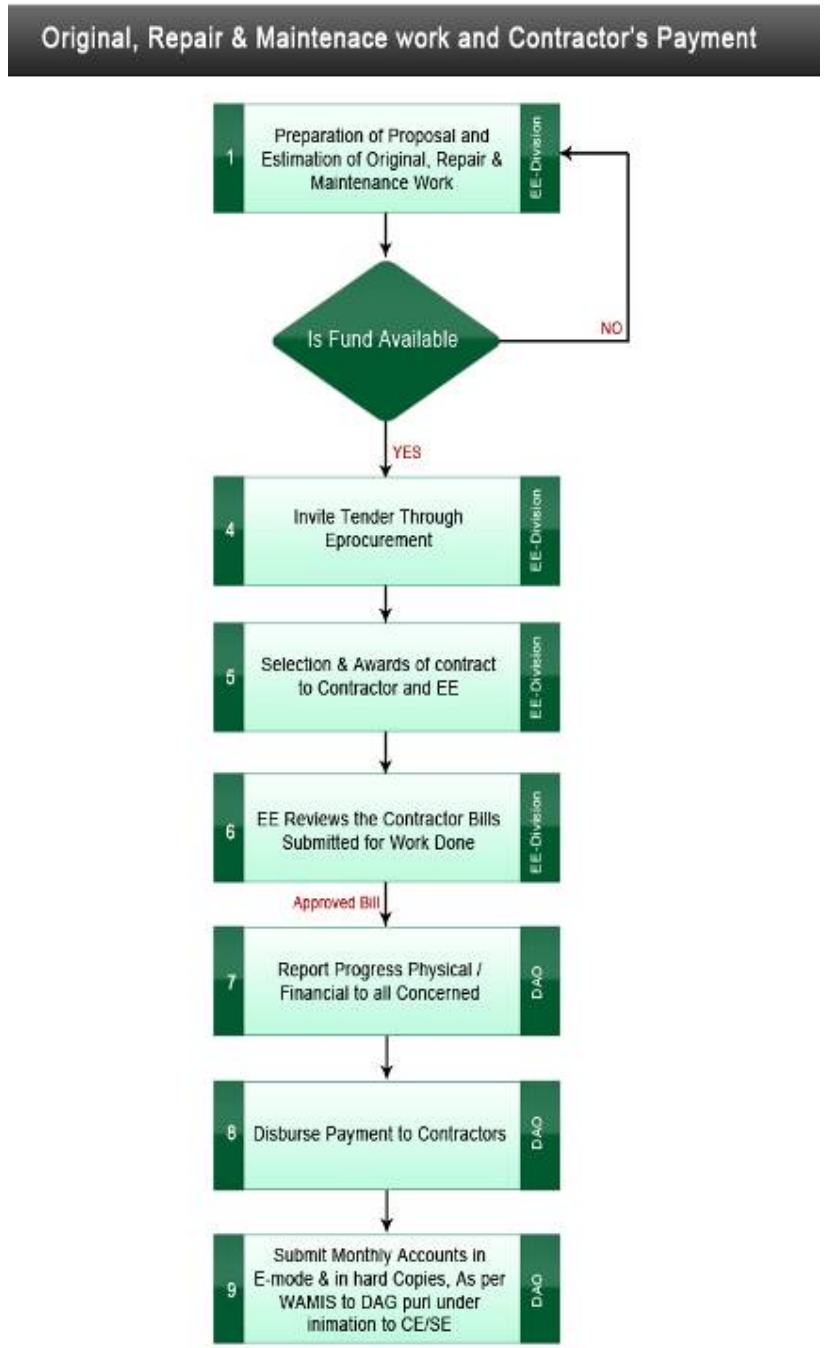 Original, Repair & Maintenace work and Contractor's Payment
1
Preparation of Proposal and
Estimation of Original, Repair &
Maintenance Work
EE-Division
Is Fund Available
NO
YES
4
Invite Tender Through
Eprocurement
EE-Division
5
Selection & Awards of contract
to Contractor and EE
EE-Division
6
EE Reviews the Contractor Bills
Submitted for Work Done
EE-Division
Approved Bill
7
Report Progress Physical /
Financial to all Concerned
DAO
8
Disburse Payment to Contractors
DAO
9
Submit Monthly Accounts in
E-mode & in hard Copies, As per
WAMIS to DAG puri under
inimation to CE/SE
DAO